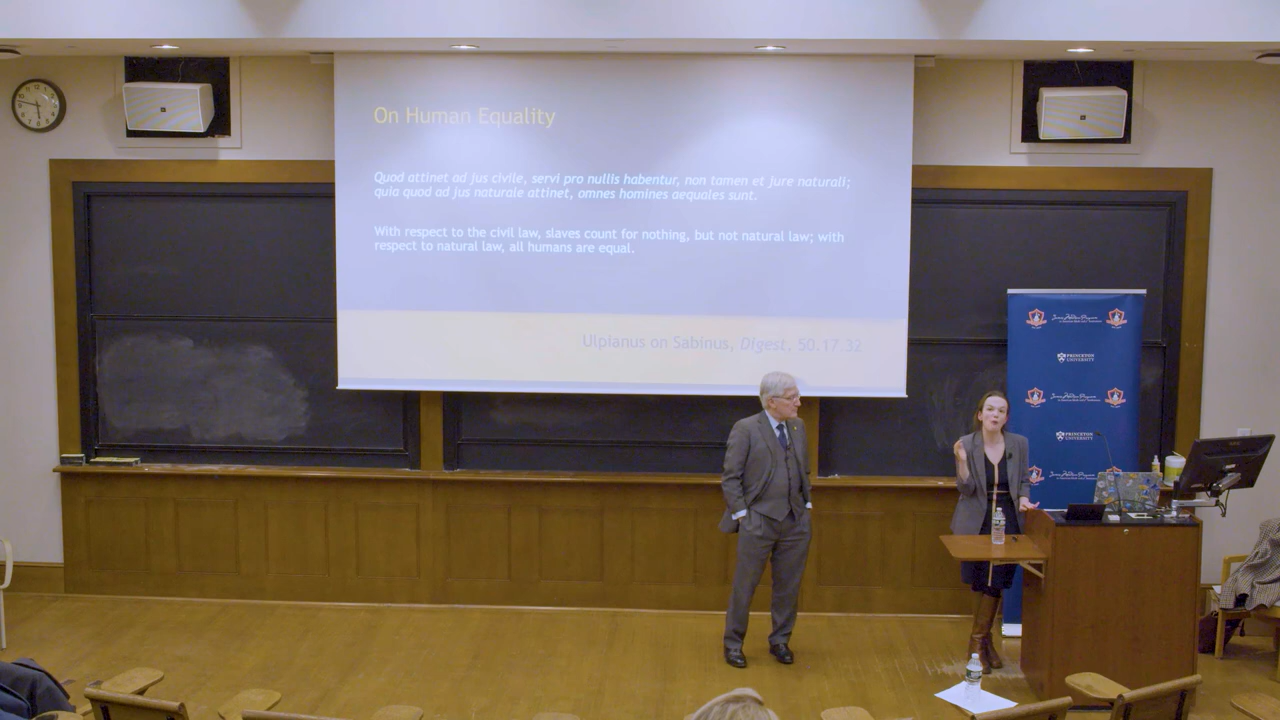 On Human Equality
Quod attinet ad jus civile, servi pro nullis habentur, non tamen et jure naturali;
quia quod ad jus naturale attinet, omnes homines aequales sunt.
With respect to the civil law, slaves count for nothing, but not natural law; with
respect to natural law, all humans are equal.
Ulpianus on Sabinus, Digest, 50.17.32
PRINCETON
UNIVERSITY
PRINCETON
UNIVERSITY